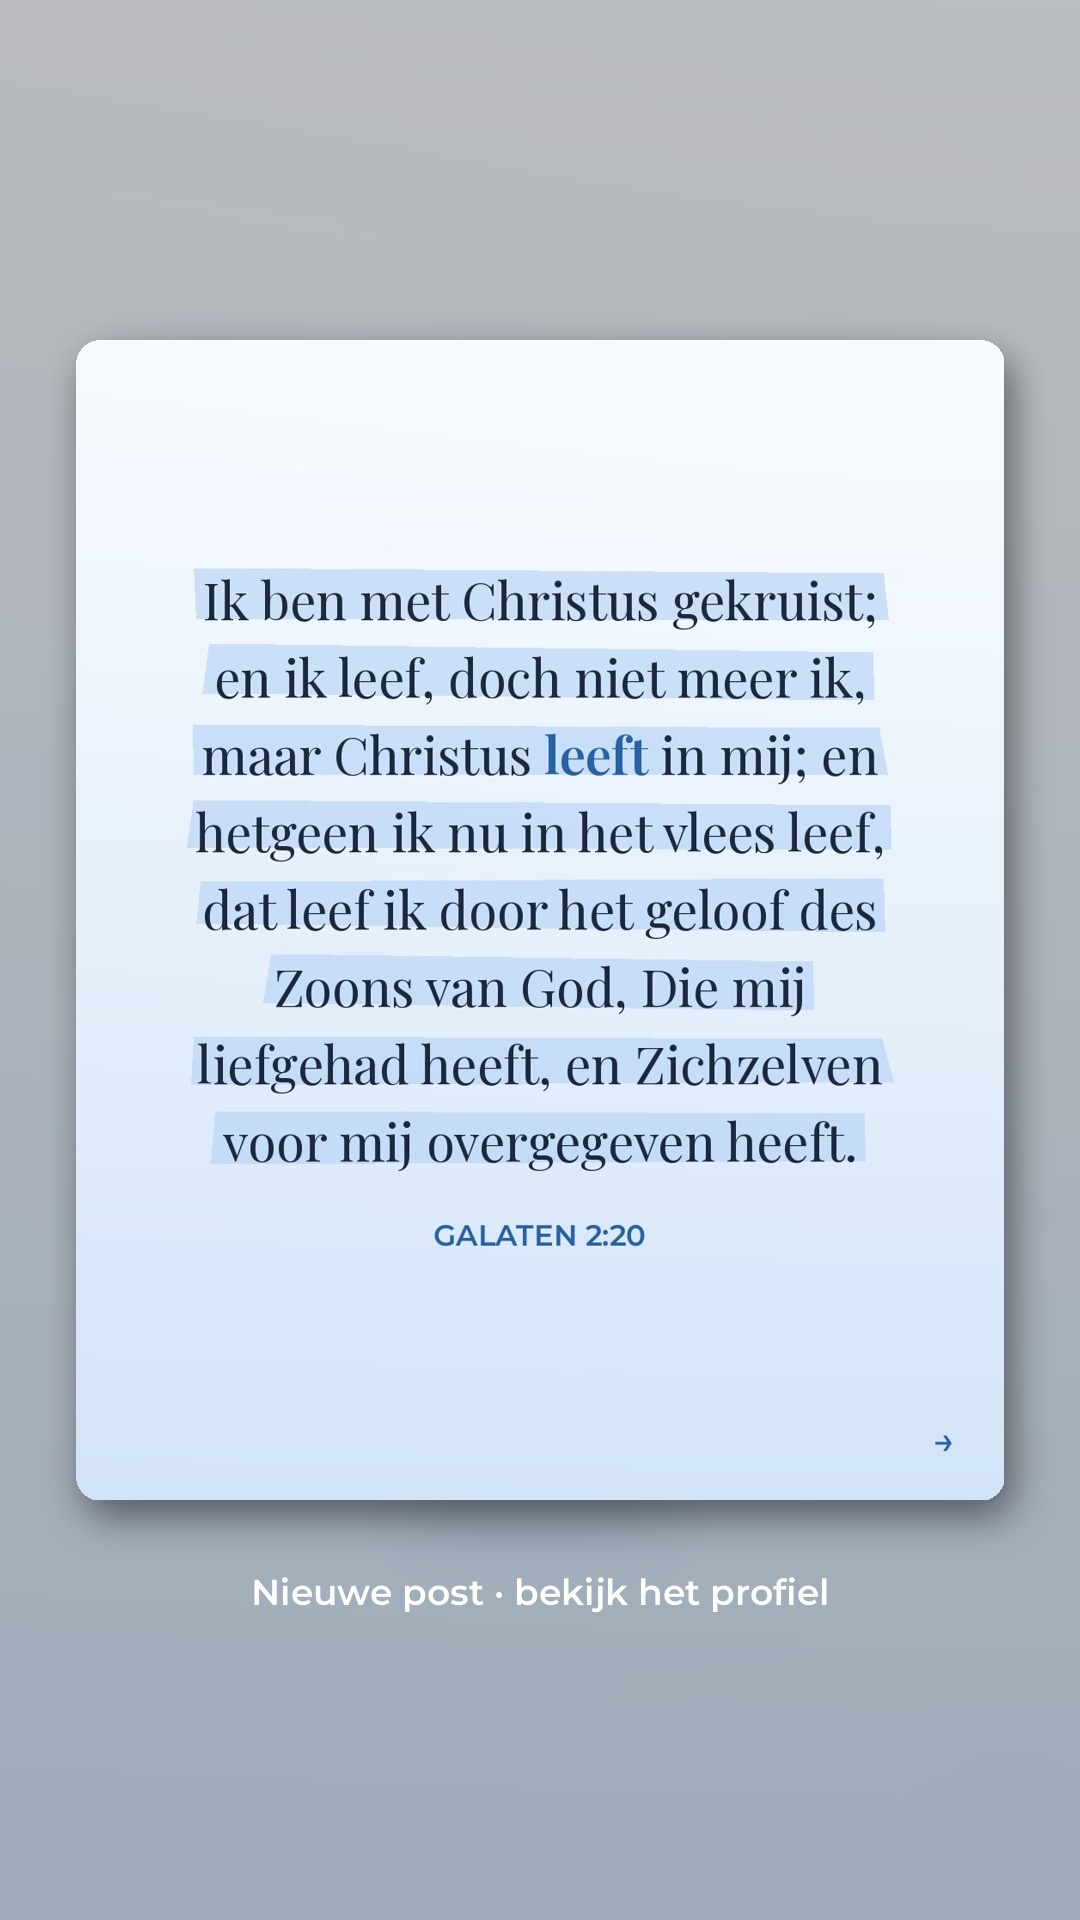 Ik ben met Christus gekruist;
en ik leef, doch niet meer ik,
maar Christus leeft in mij; en
hetgeen ik nu in het vlees leef,
dat leef ik door het geloof des
Zoons van God, Die mij
liefgehad heeft, en Zichzelven
voor mij overgegeven heeft.
GALATEN 2:20
→
Nieuwe post · bekijk het profiel